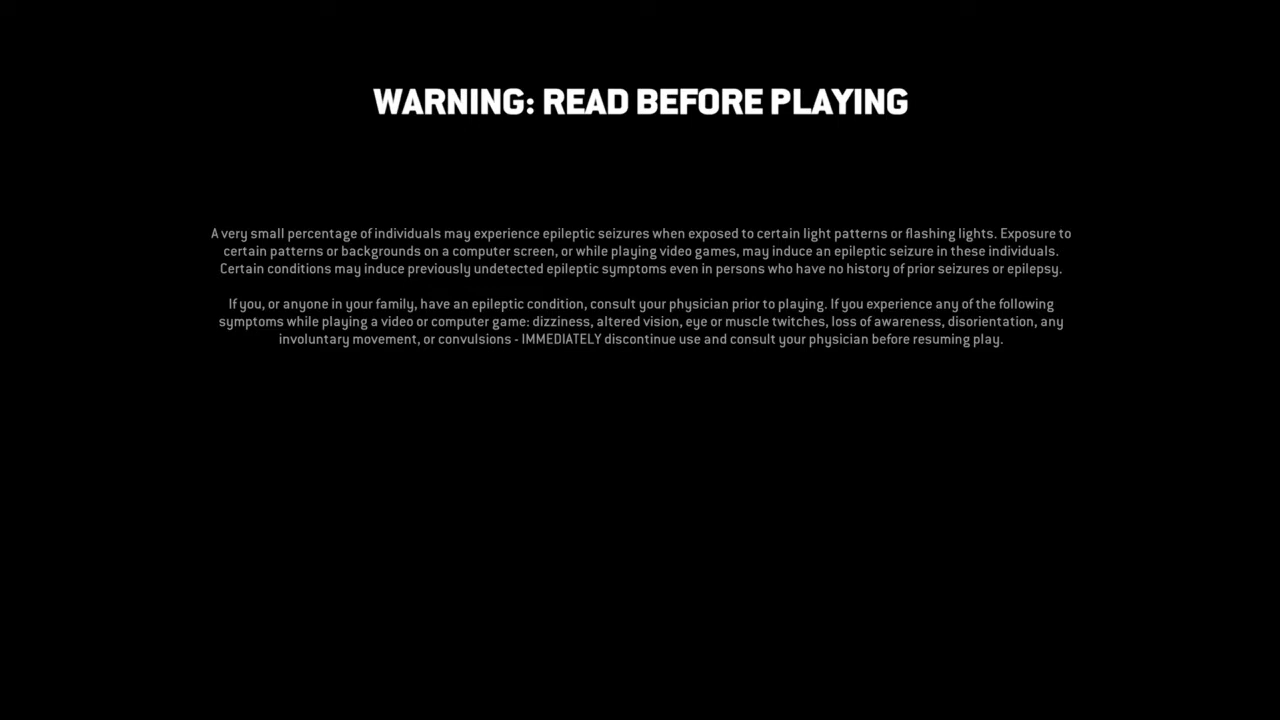 WARNING: READ BEFORE PLAYING
A very small percentage of individuals may experience epileptic seizures when exposed to certain light patterns or flashing lights. Exposure to
certain patterns or backgrounds on a computer screen, or while playing video games, may induce an epileptic seizure in these individuals.
Certain conditions may induce previously undetected epileptic symptoms even in persons who have no history of prior seizures or epilepsy.
If you, or anyone in your family, have an epileptic condition, consult your physician prior to playing. If you experience any of the following
symptoms while playing a video or computer game: dizziness, altered vision, eye or muscle twitches, loss of awareness, disorientation, any
involuntary movement, or convulsions - IMMEDIATELY discontinue use and consult your physician before resuming play.